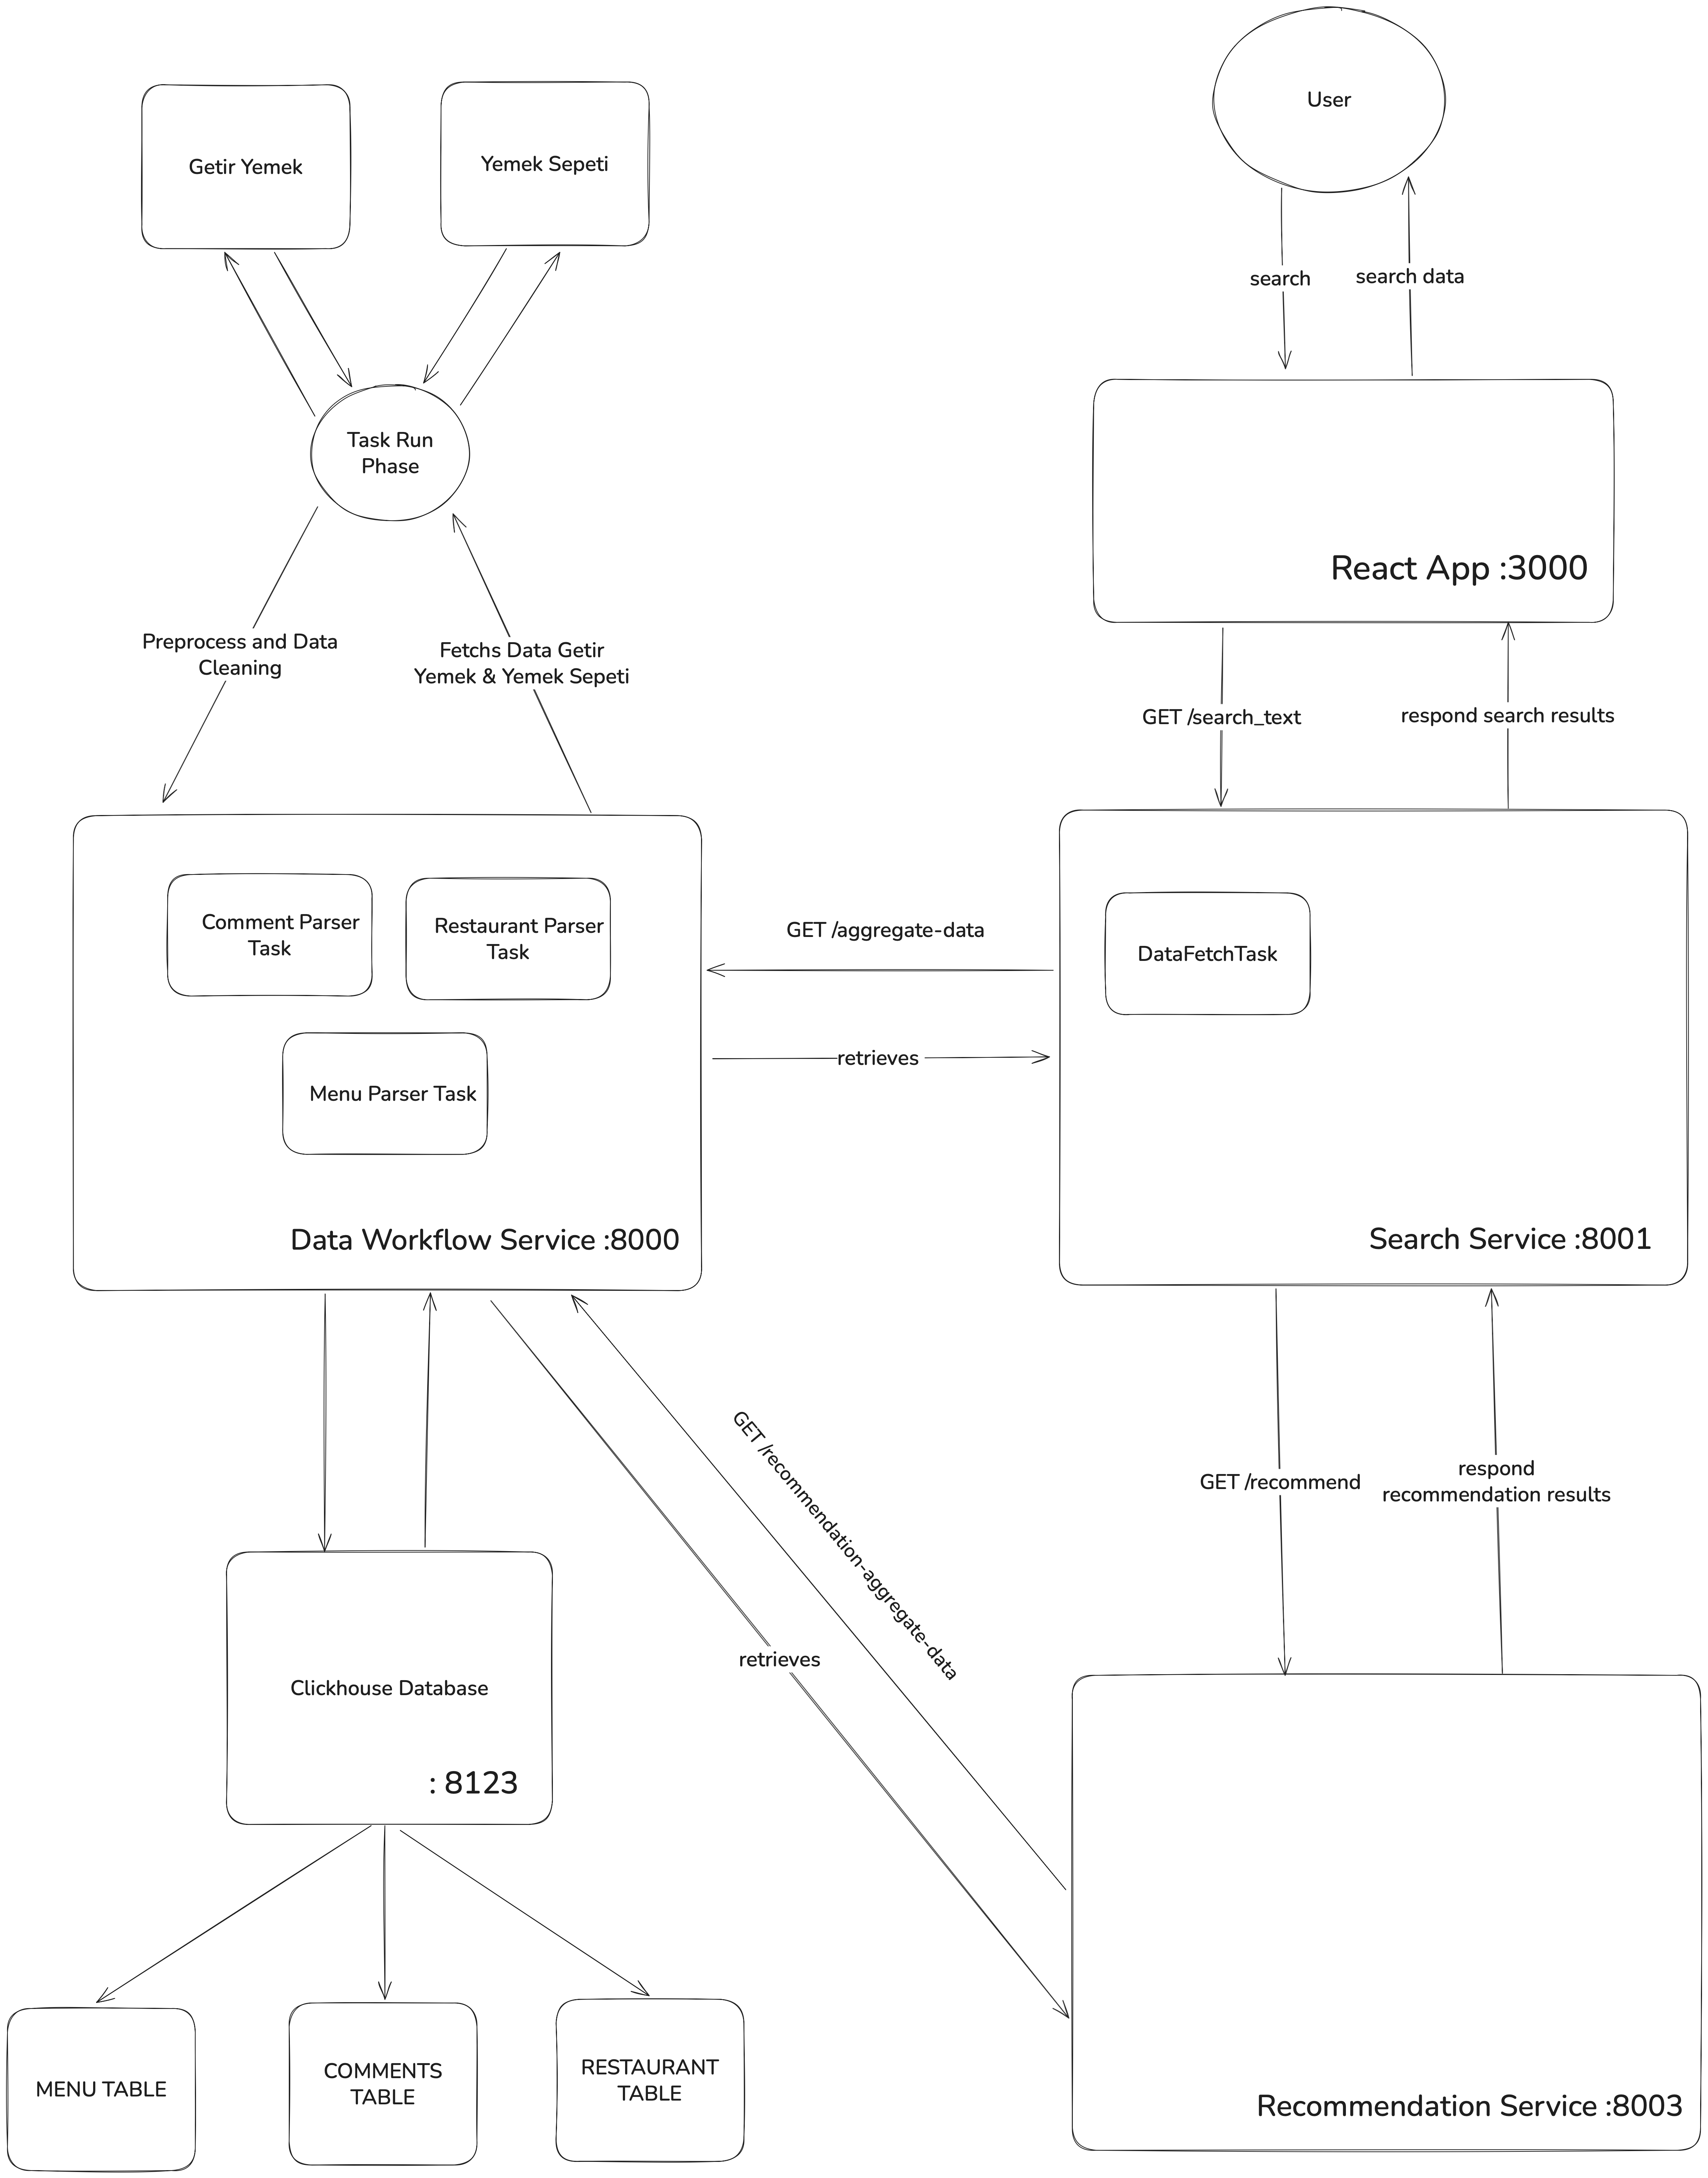 User
Getir Yemek
Yemek Sepeti
search
search data
Task Run
Phase
React App :3000
Preprocess and Data
Cleaning
Fetchs Data Getir
Yemek & Yemek Sepeti
GET /search_text
respond search results
Comment Parser
Task
Restaurant Parser
Task
Menu Parser Task
Data Workflow Service :8000
GET /aggregate-data
retrieves
DataFetchTask
Search Service :8001
GET /recommendation-aggregate-data
retrieves
GET /recommend
respond
recommendation results
Clickhouse Database
: 8123
MENU TABLE
COMMENTS
TABLE
RESTAURANT
TABLE
Recommendation Service :8003